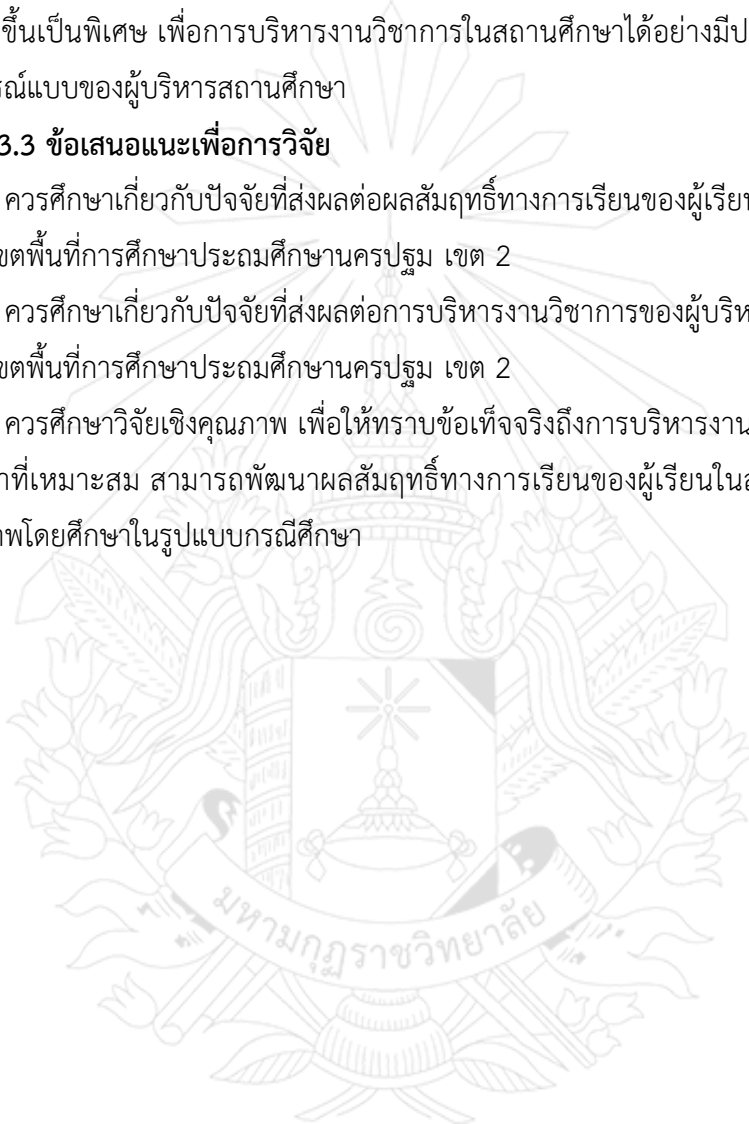 ขึ้นเป็นพิเศษ เพื่อการบริหารงานวิชาการในสถานศึกษาได้อย่างมีป
รณ์แบบของผู้บริหารสถานศึกษา
3.3 ข้อเสนอแนะเพื่อการวิจัย
ควรศึกษาเกี่ยวกับปัจจัยที่ส่งผลต่อผลสัมฤทธิ์ทางการเรียนของผู้เรียน
ขตพื้นที่การศึกษาประถมศึกษานครปฐม เขต 2
ควรศึกษาเกี่ยวกับปัจจัยที่ส่งผลต่อการบริหารงานวิชาการของผู้บริห
ขตพื้นที่การศึกษาประถมศึกษานครปฐม เขต 2
ควรศึกษาวิจัยเชิงคุณภาพ เพื่อให้ทราบข้อเท็จจริงถึงการบริหารงาน
าที่เหมาะสม สามารถพัฒนาผลสัมฤทธิ์ทางการเรียนของผู้เรียนในส
าพโดยศึกษาในรูปแบบกรณีศึกษา
มหามกุฏราชวิทยาลัย